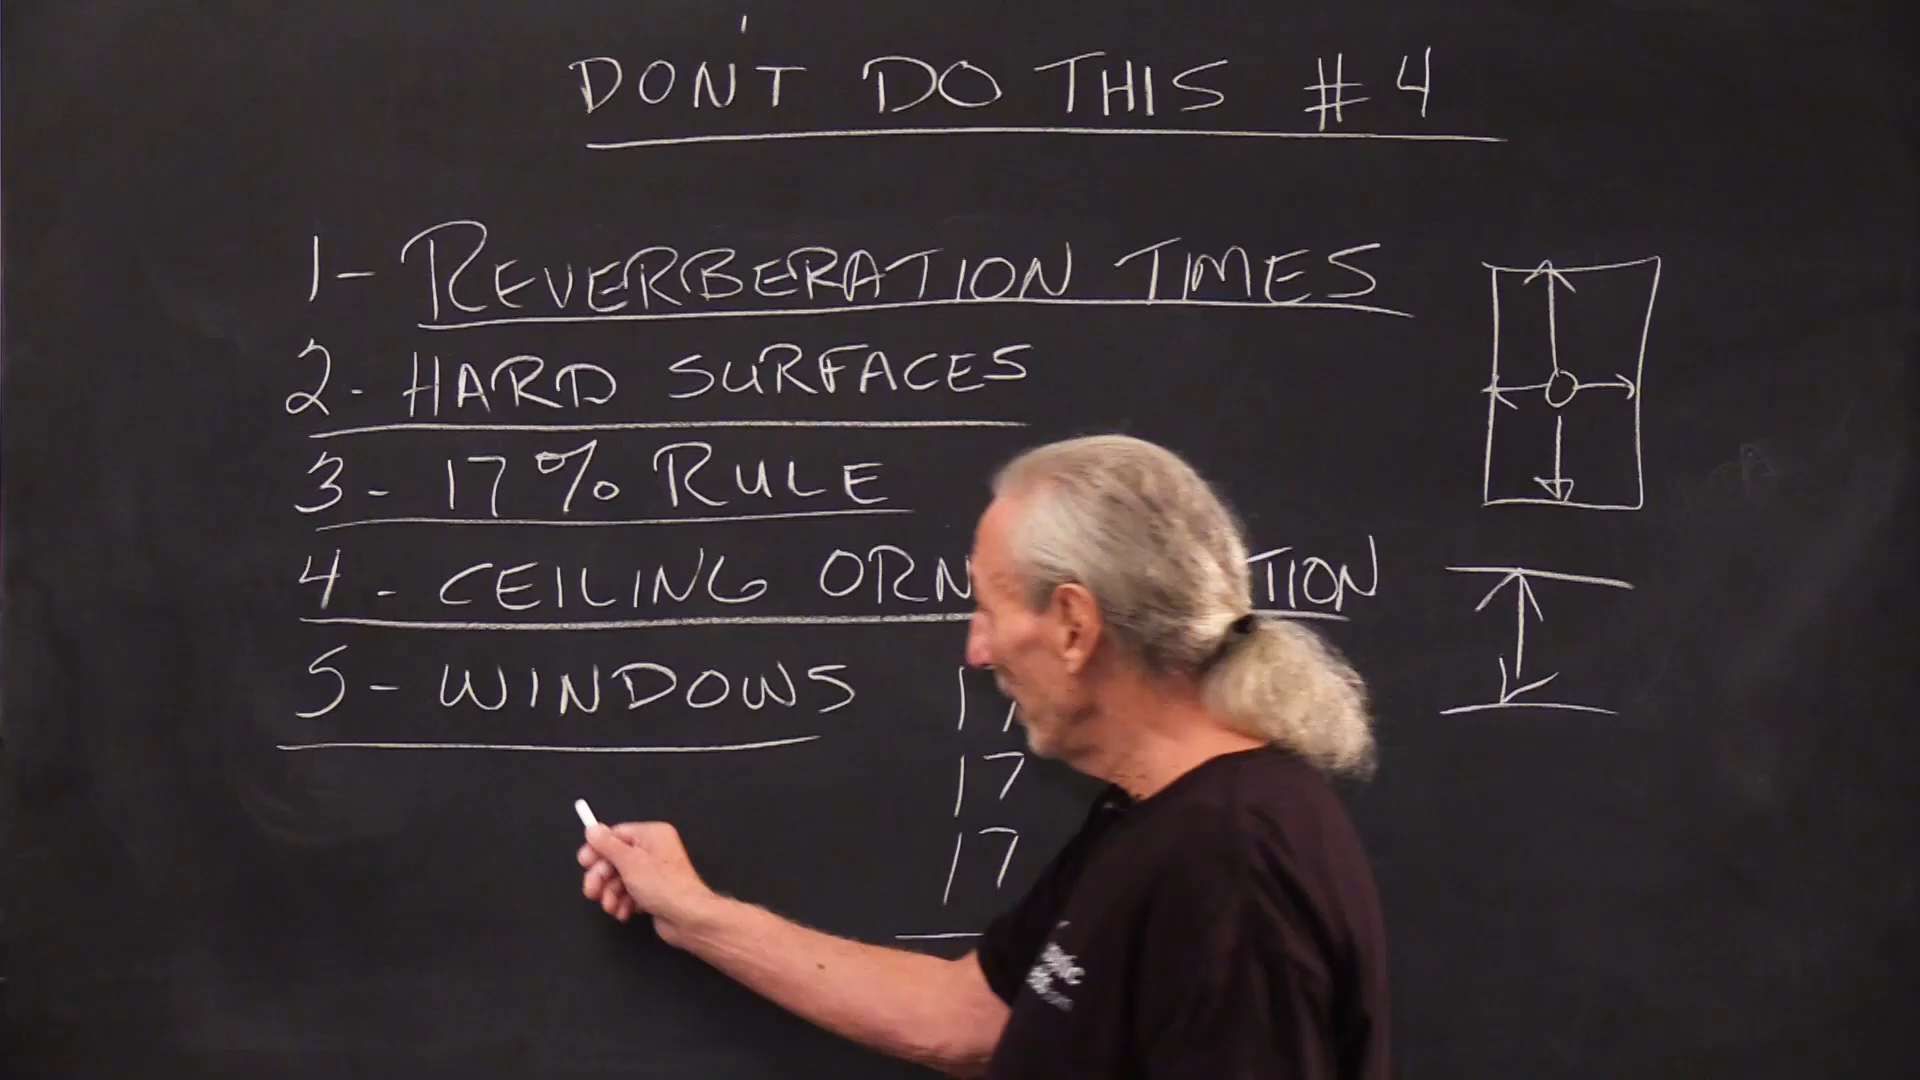 DON'T DO THIS #4
1- REVERBERATION TIMES
2- HARD SURFACES
3- 17% RULE
4- CEILING
5- WINDOWS
17
17